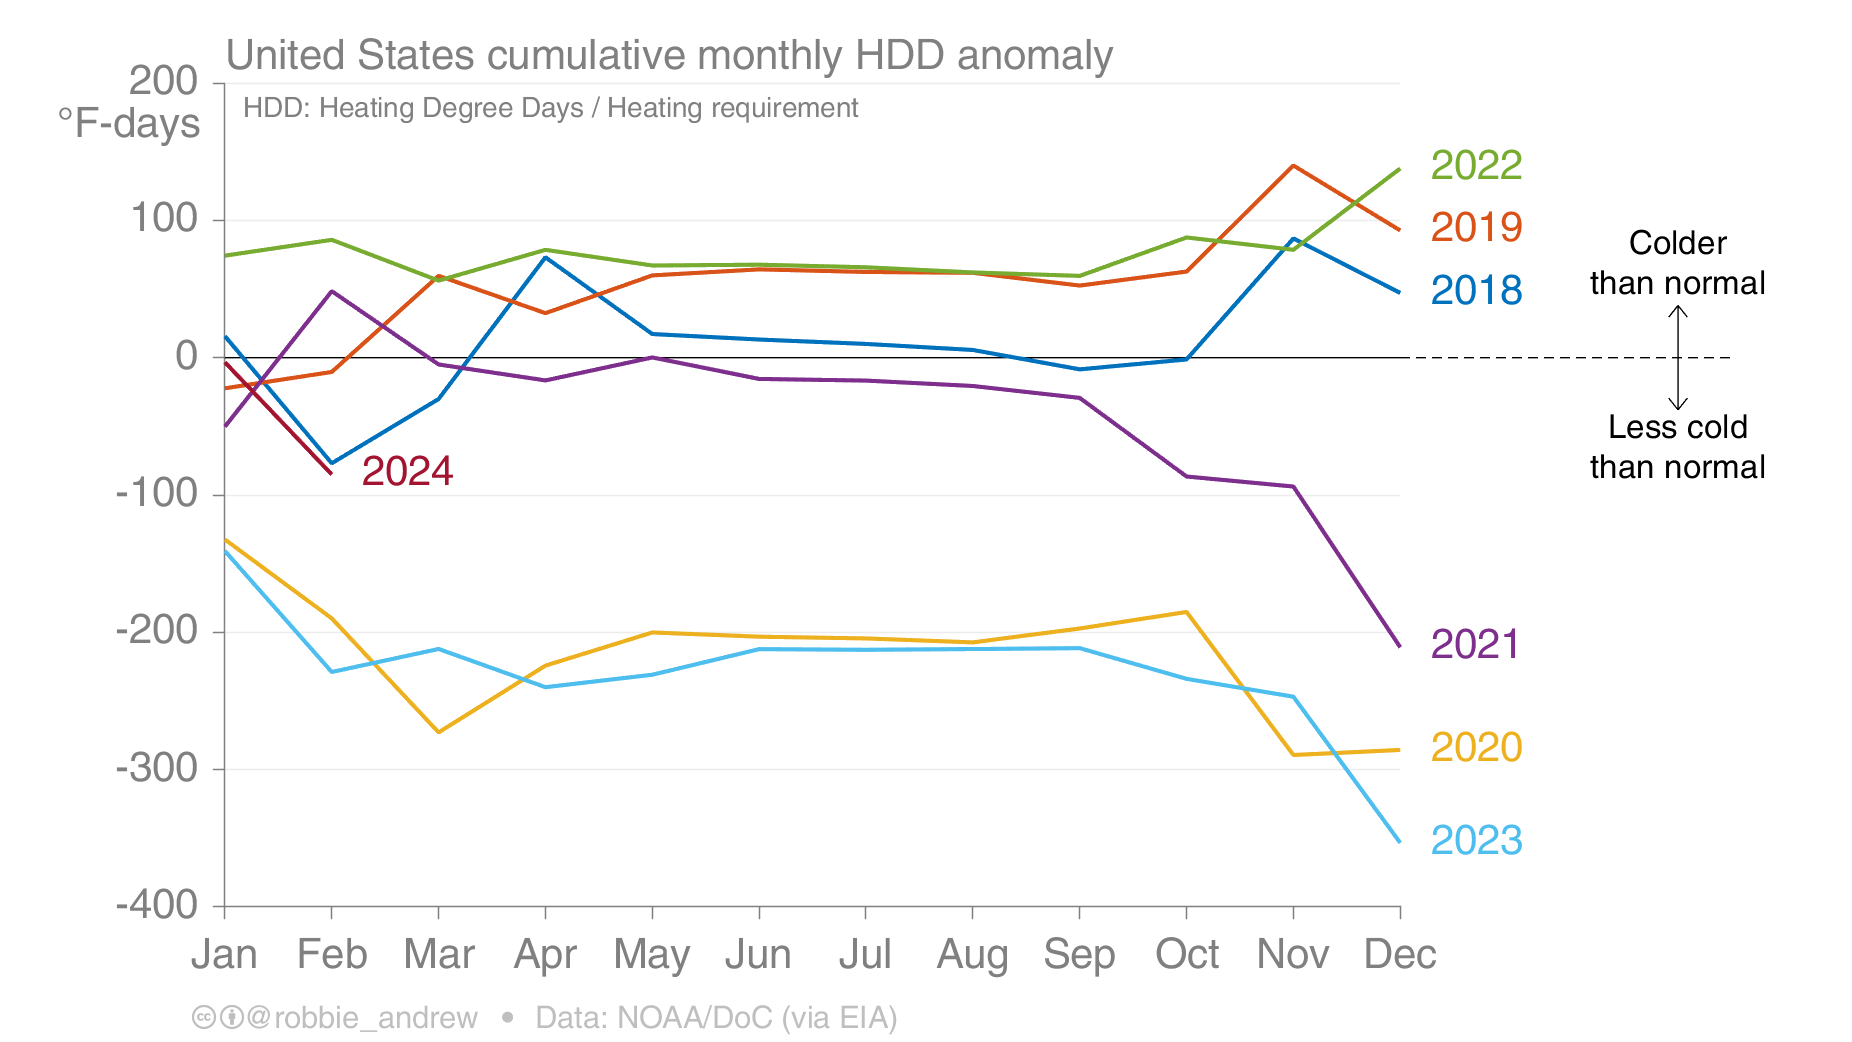 United States cumulative monthly HDD anomaly
200
°F-days
HDD: Heating Degree Days / Heating requirement
100
0
-100
-200
-300
-400
2022
2019
2018
2024
2021
2020
2023
Colder
than normal
Less cold
than normal
Jan Feb Mar Apr May Jun Jul Aug Sep Oct Nov Dec
cc @robbie_andrew • Data: NOAA/DoC (via EIA)